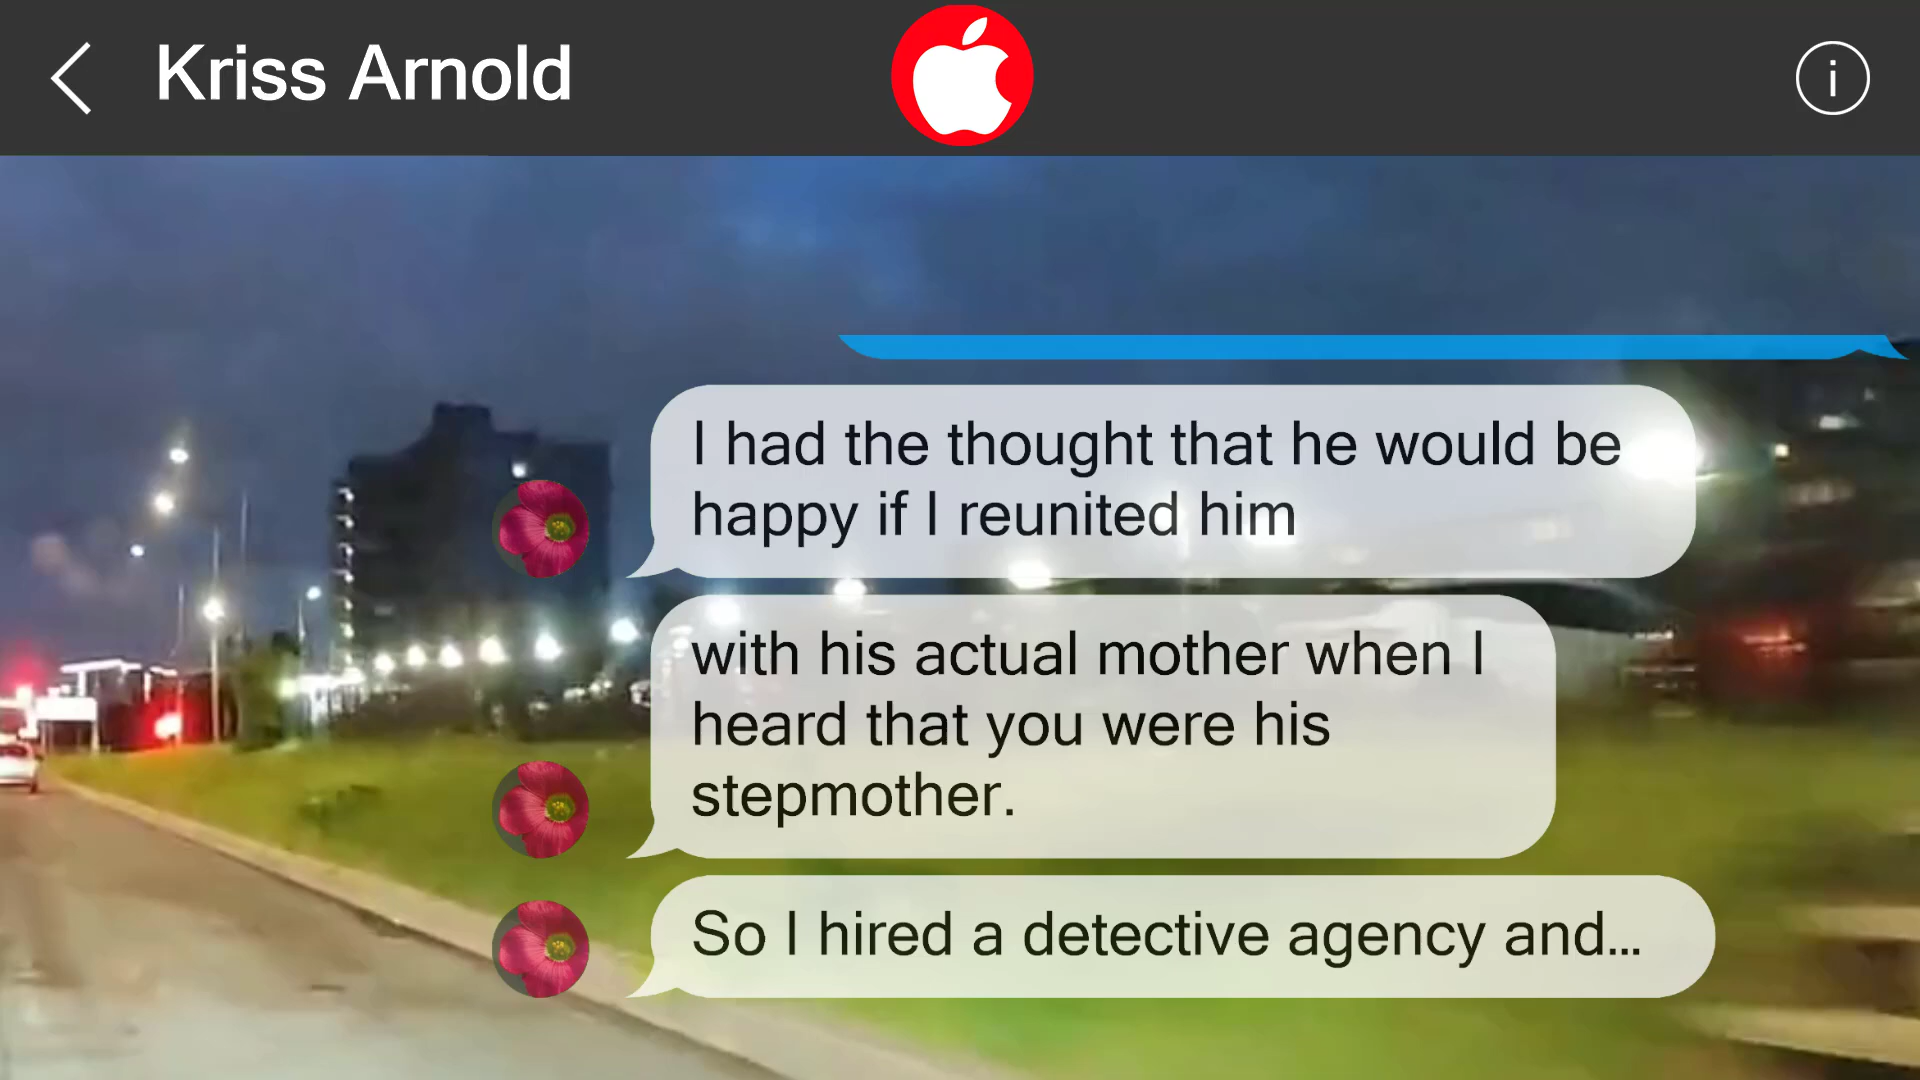 Kriss Arnold
I had the thought that he would be
happy if I reunited him
with his actual mother when I
heard that you were his
stepmother.
So I hired a detective agency and...